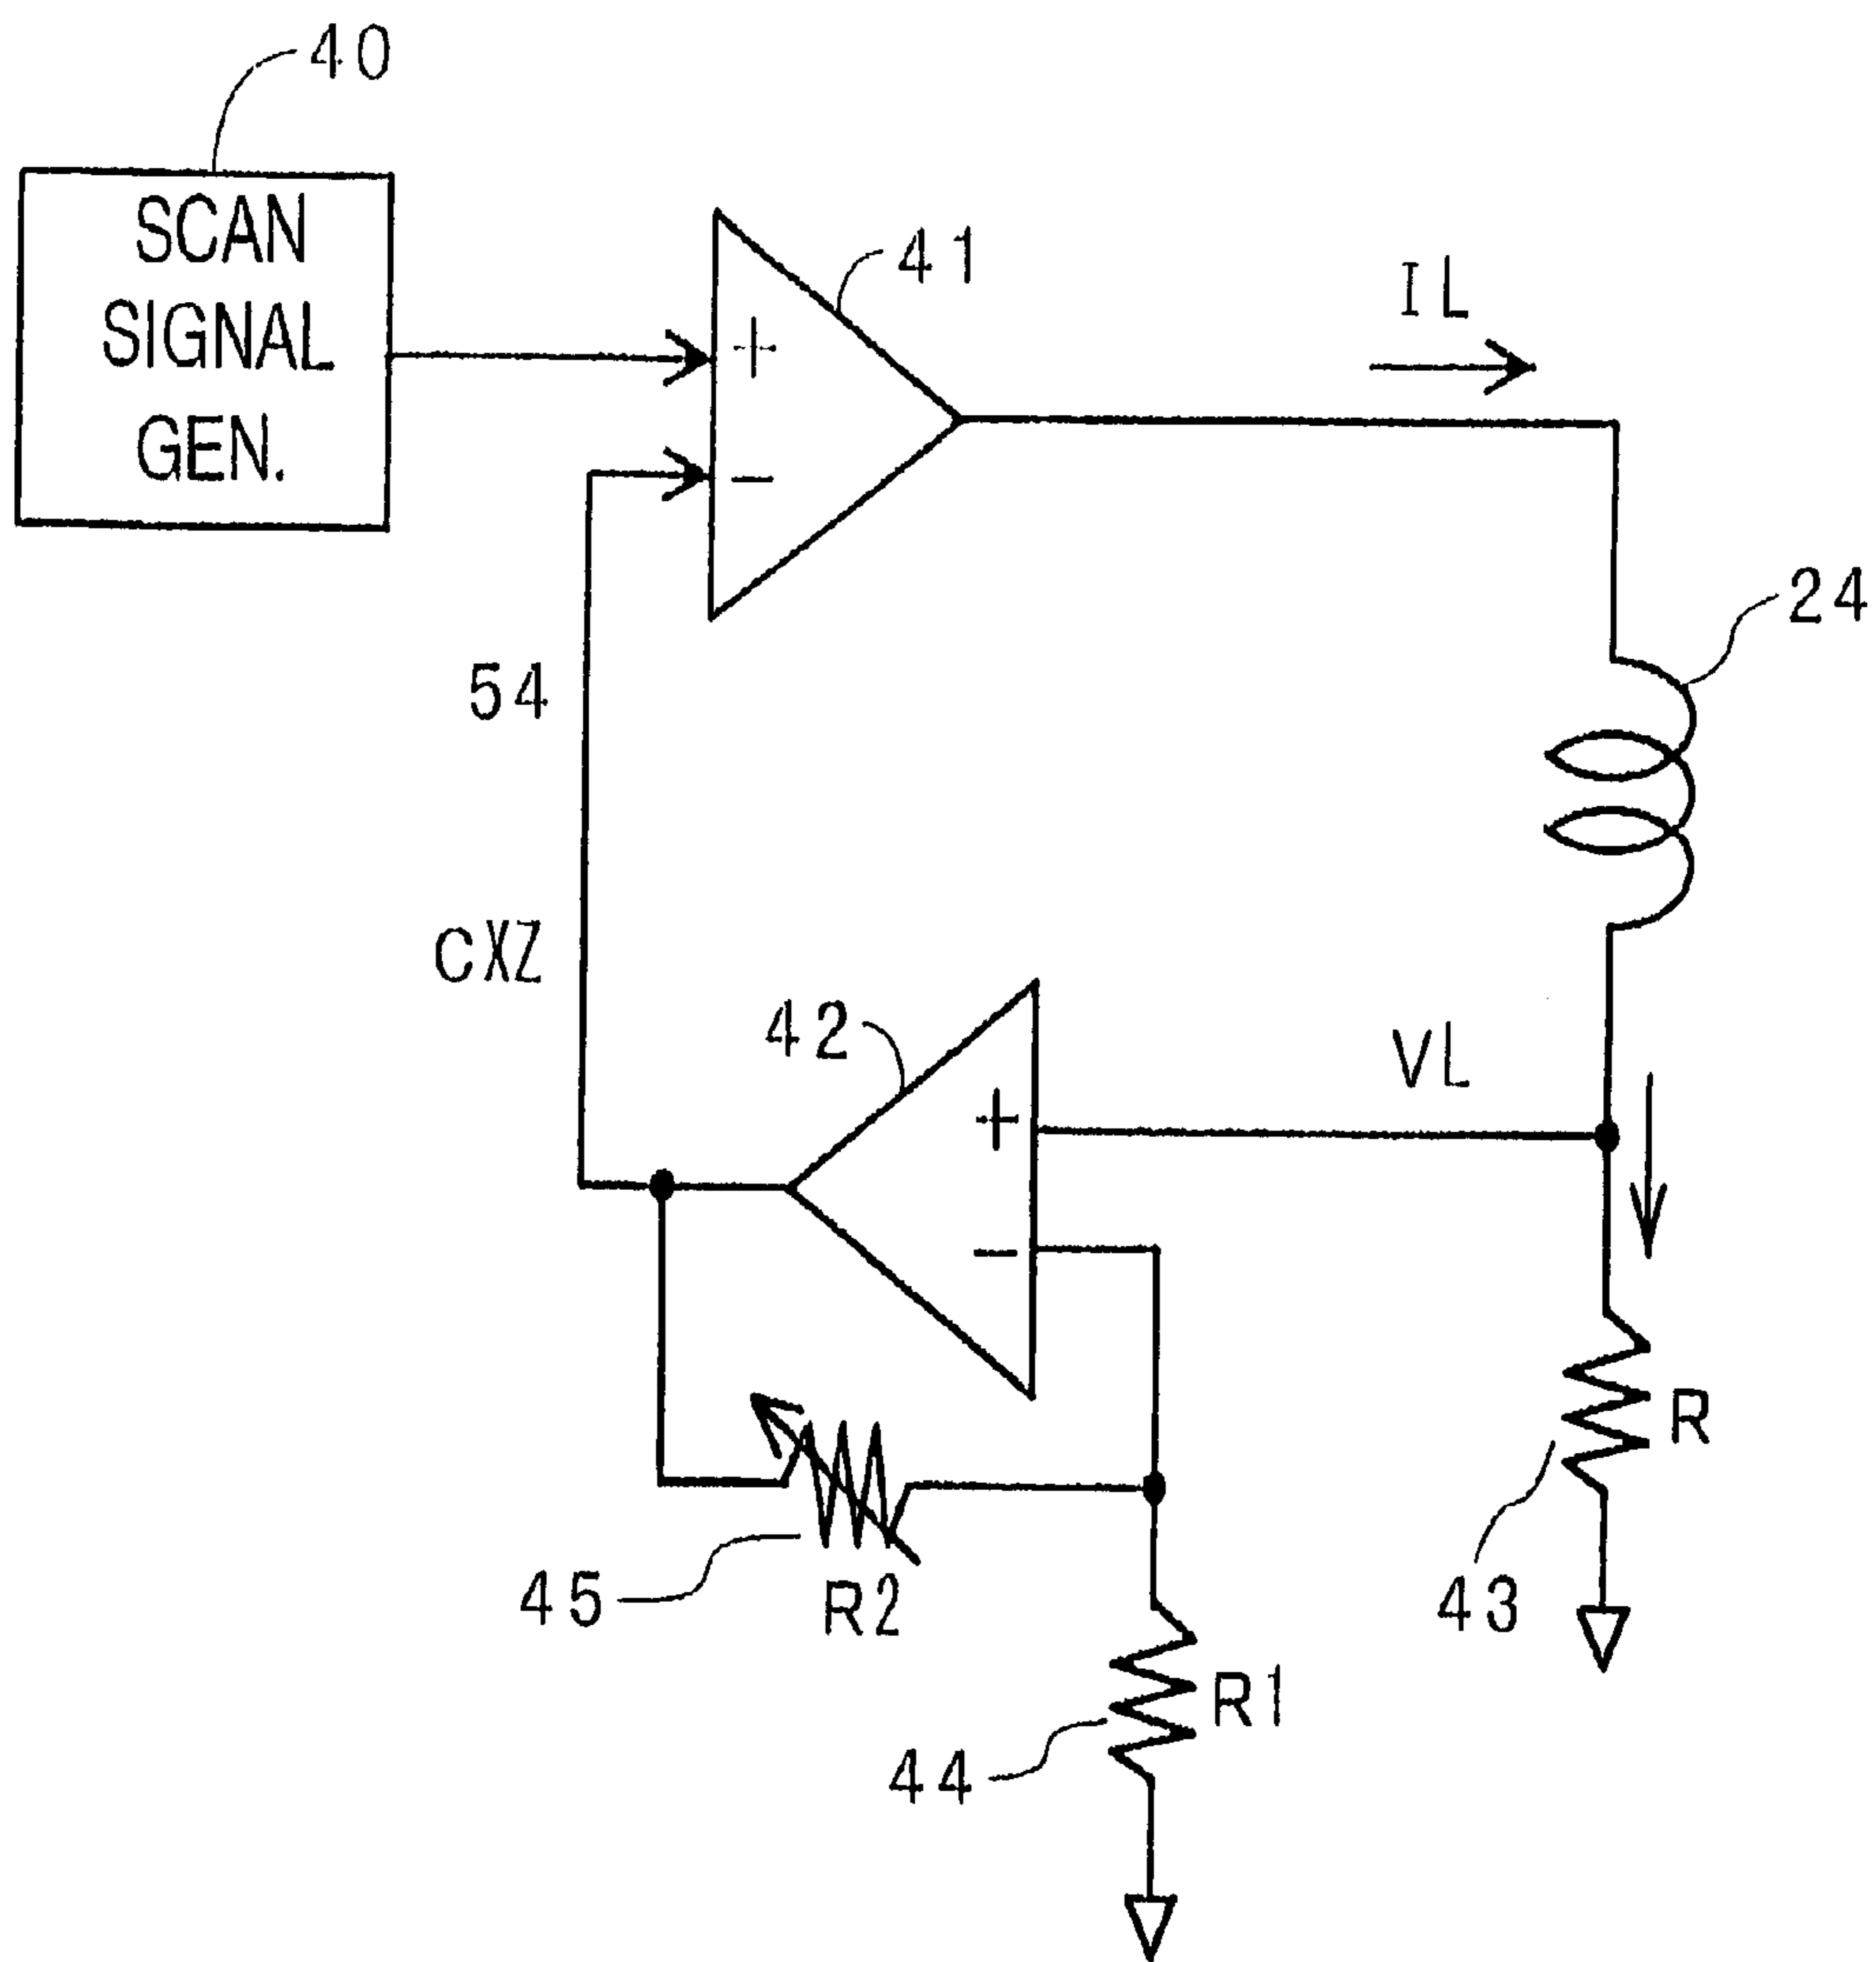 40
SCAN
SIGNAL
GEN.
+
41
IL
−
24
54
CXZ
42
VL
+
−
R
45
R2
43
R1
44